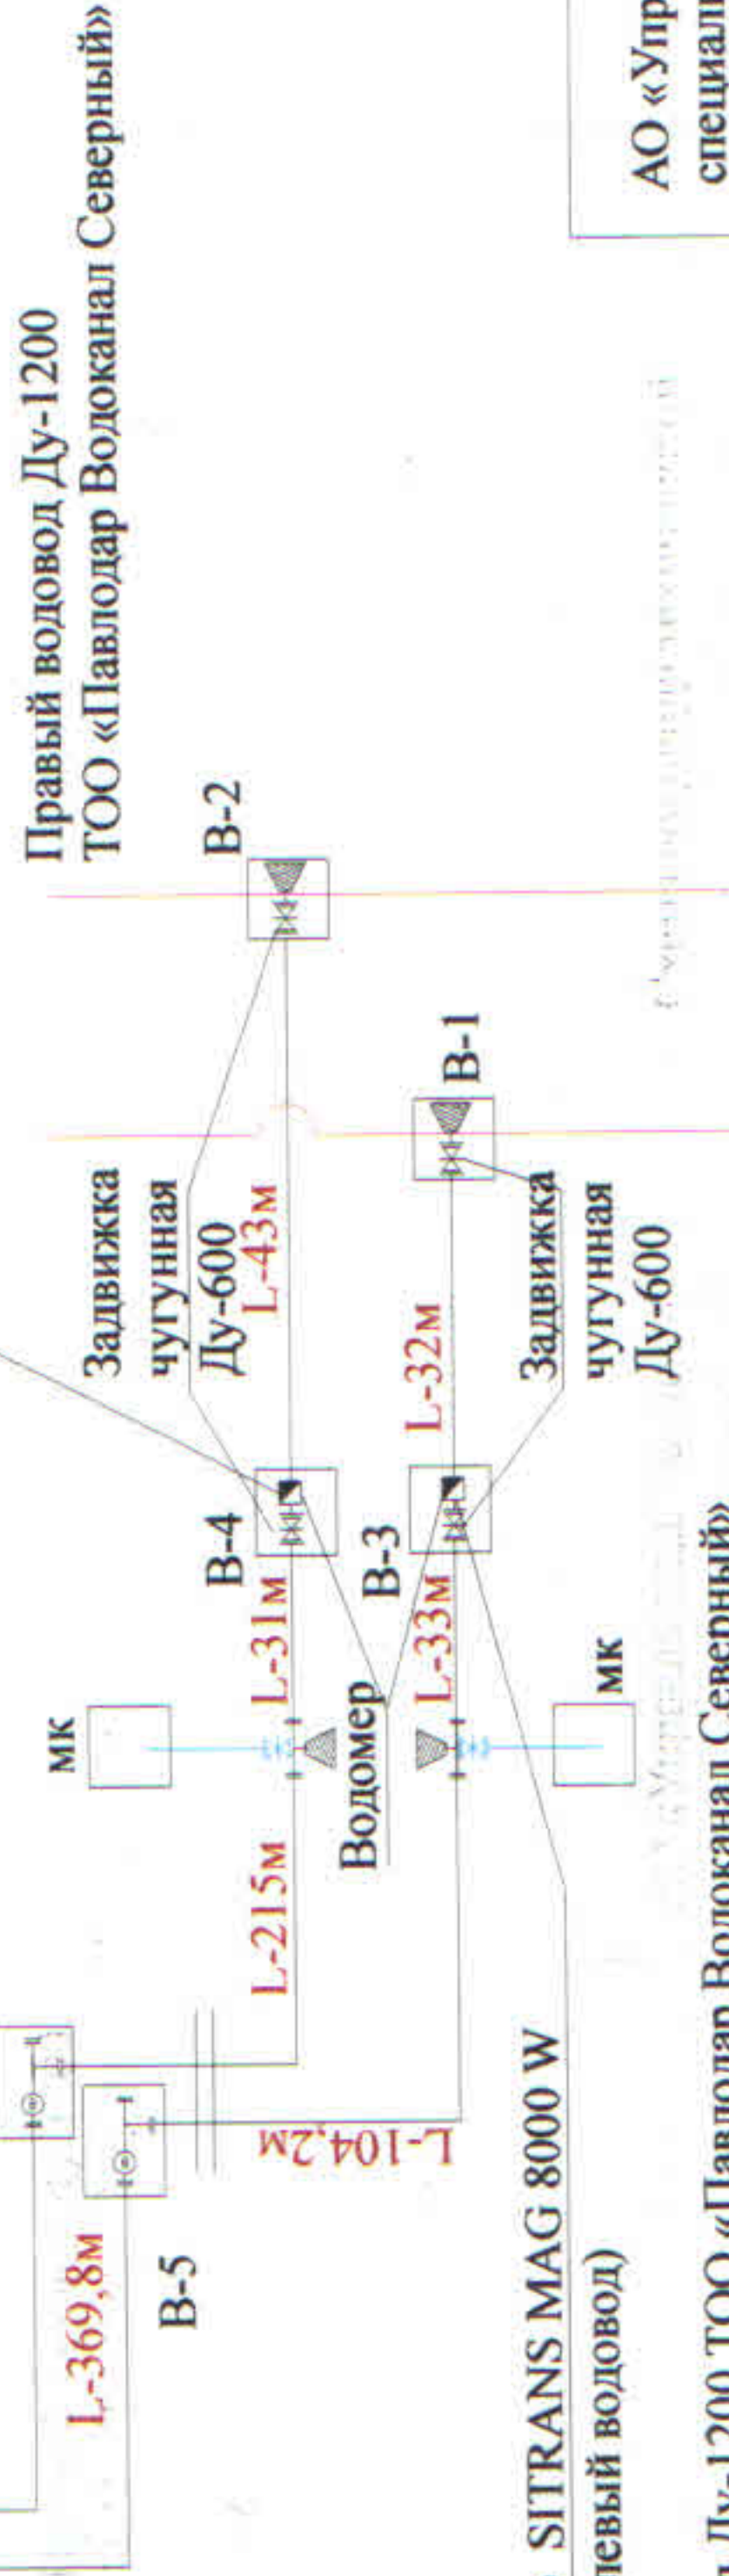 Правый водовод Ду-1200
ТОО «Павлодар Водоканал Северный»
В-2
Задвижка
чугунная
Ду-600
L-43м
В-1
L-32м
Задвижка
чугунная
Ду-600
В-4
L-31м
В-3
L-33м
мк
мк
Водомер
L-215м
L-104,2м
L-369,8м
В-5
SITRANS MAG 8000 W
левый водовод)
Ду-1200 ТОО «Павлодар Водоканал Северный»
АО «Упр
специал